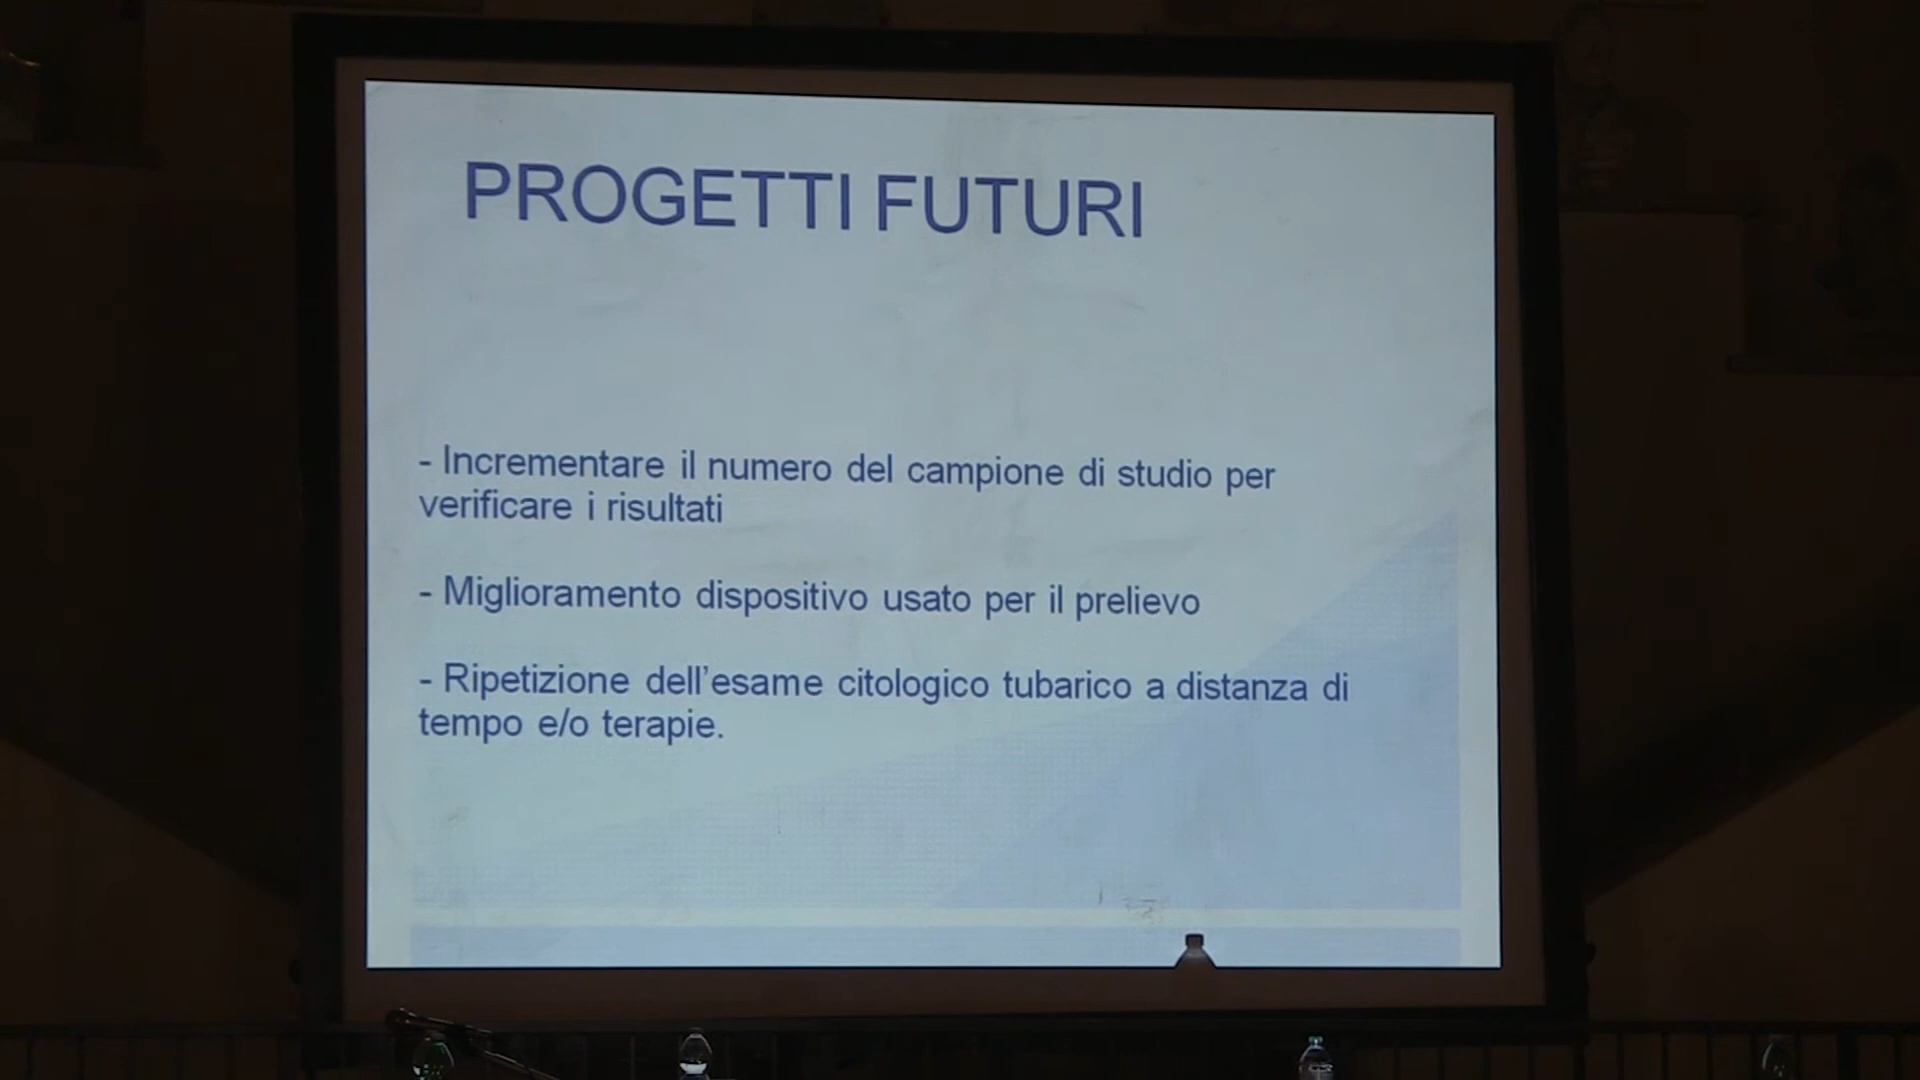 PROGETTI FUTURI
- Incrementare il numero del campione di studio per
verificare i risultati
- Miglioramento dispositivo usato per il prelievo
- Ripetizione dell'esame citologico tubarico a distanza di
tempo e/o terapie.